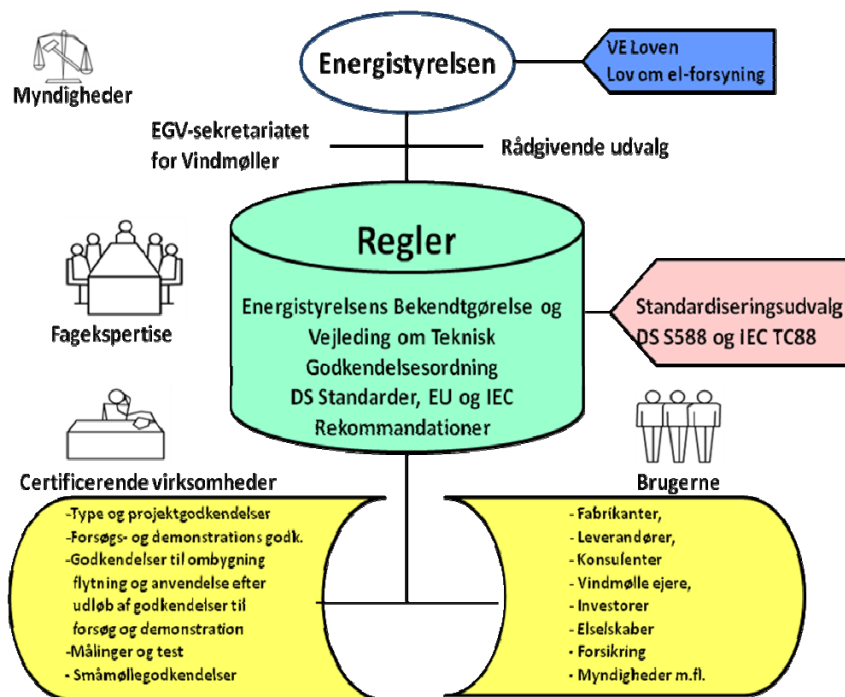 Energistyrelsen
VE Loven
Lov om el-forsyning
Myndigheder
EGV-sekretariatet
for Vindmøller
Rådgivende udvalg
Regler
Energistyrelsens Bekendtgørelse og
Vejleding om Teknisk
Godkendelsesordning
DS Standarder, EU og IEC
Rekommandationer
Fagekspertise
Standardiseringsudvalg
DS S588 og IEC TC88
Certificerende virksomheder
-Type og projektgodkendelser
-Forsøgs- og demonstrations godk.
-Godkendelser til ombygning
flytning og anvendelse efter
udløb af godkendelser til
forsøg og demonstration
-Målinger og test
- Småmøllegodkendelser
Brugerne
- Fabrikanter,
- Leverandører,
- Konsulenter
- Vindmølle ejere,
- Investorer
- Elselskaber
- Forsikring
- Myndigheder m.fl.